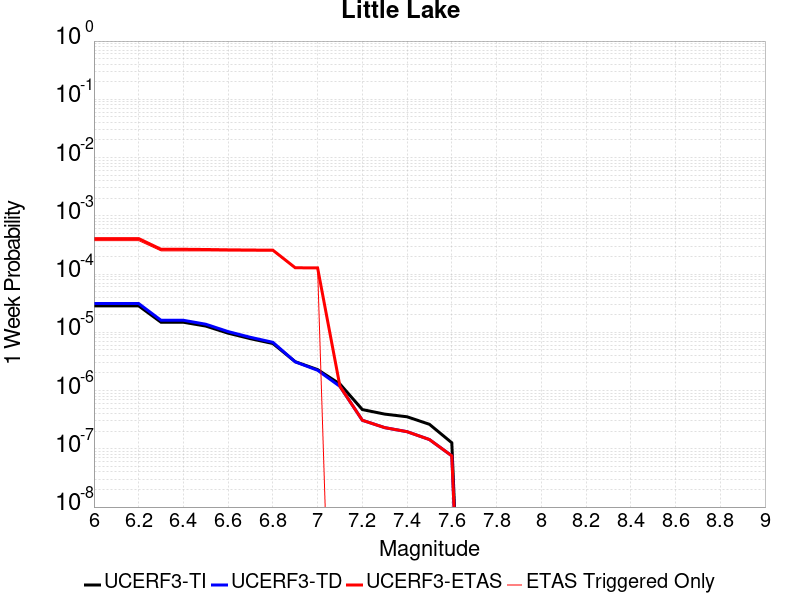 Little Lake
10^0
10^-1
10^-2
10^-3
10^-4
10^-5
10^-6
10^-7
10^-8
1 Week Probability
6 6.2 6.4 6.6 6.8 7 7.2 7.4 7.6 7.8 8 8.2 8.4 8.6 8.8 9
Magnitude
UCERF3-TI UCERF3-TD UCERF3-ETAS ETAS Triggered Only